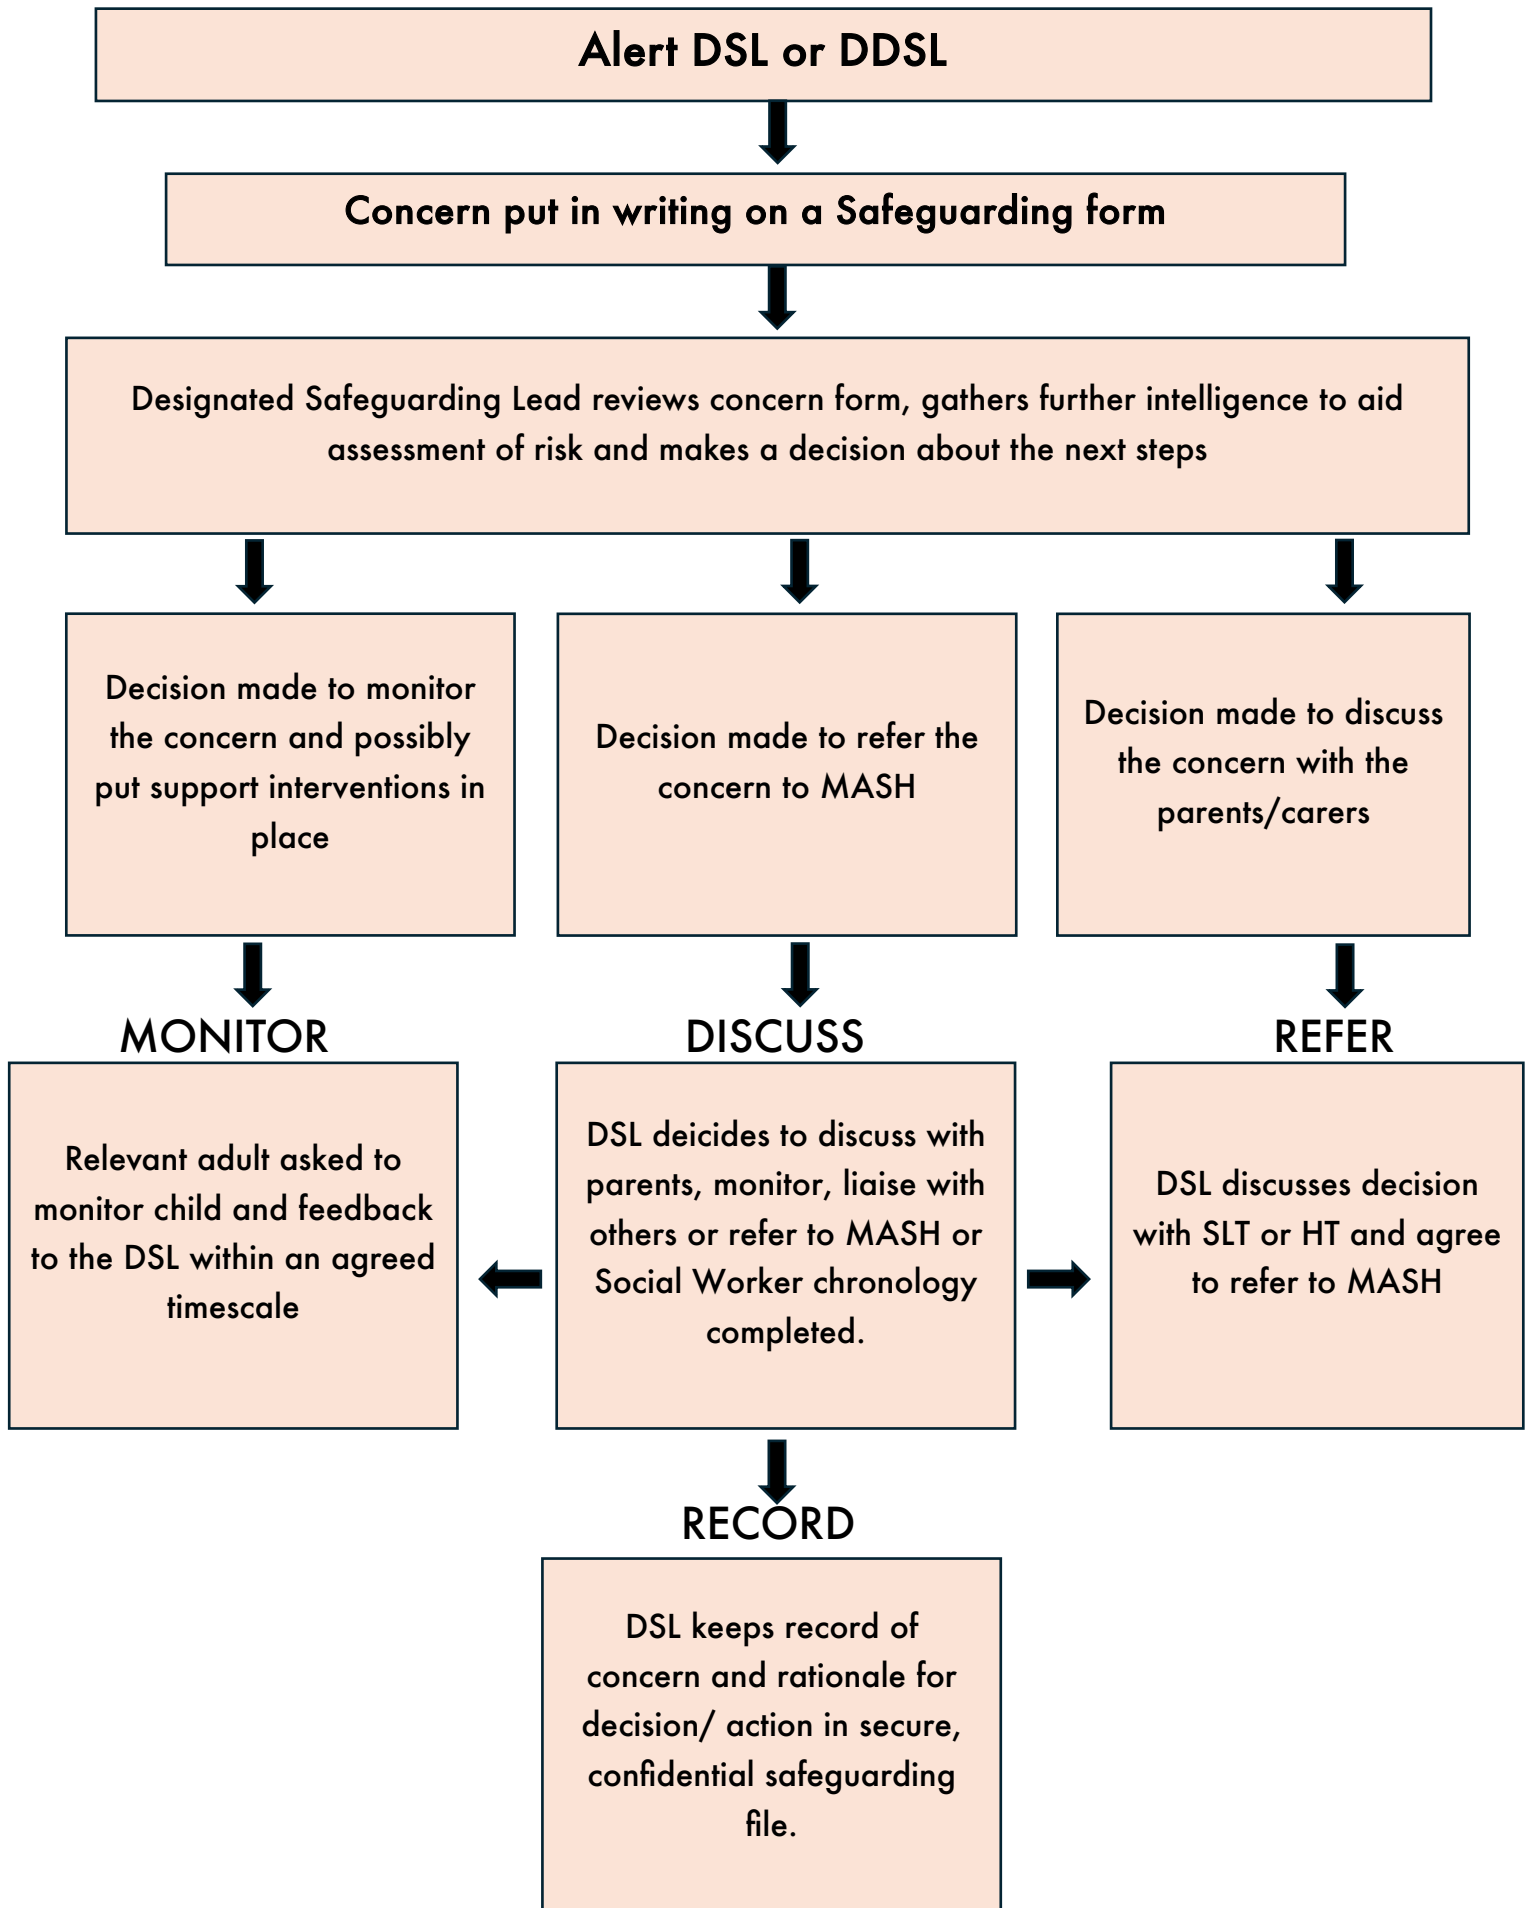 Alert DSL or DDSL
Concern put in writing on a Safeguarding form
Designated Safeguarding Lead reviews concern form, gathers further intelligence to aid
assessment of risk and makes a decision about the next steps
Decision made to monitor
the concern and possibly
put support interventions in
place
Decision made to refer the
concern to MASH
Decision made to discuss
the concern with the
parents/carers
MONITOR
Relevant adult asked to
monitor child and feedback
to the DSL within an agreed
timescale
DISCUSS
DSL deicides to discuss with
parents, monitor, liaise with
others or refer to MASH or
Social Worker chronology
completed.
REFER
DSL discusses decision
with SLT or HT and agree
to refer to MASH
RECORD
DSL keeps record of
concern and rationale for
decision/ action in secure,
confidential safeguarding
file.